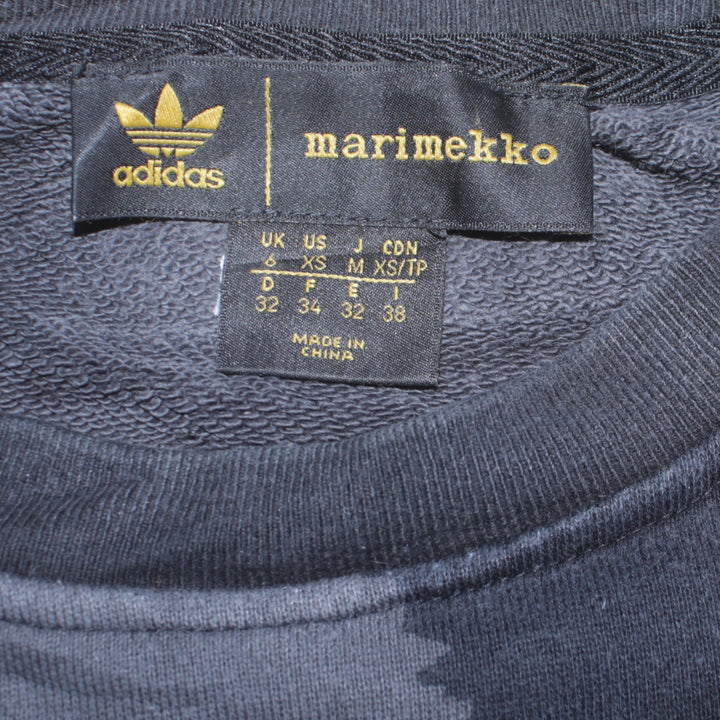 adidas
marimekko
UK US J CDN
6 XS M XS/TP
D F E I
32 34 32 38
MADE IN
CHINA